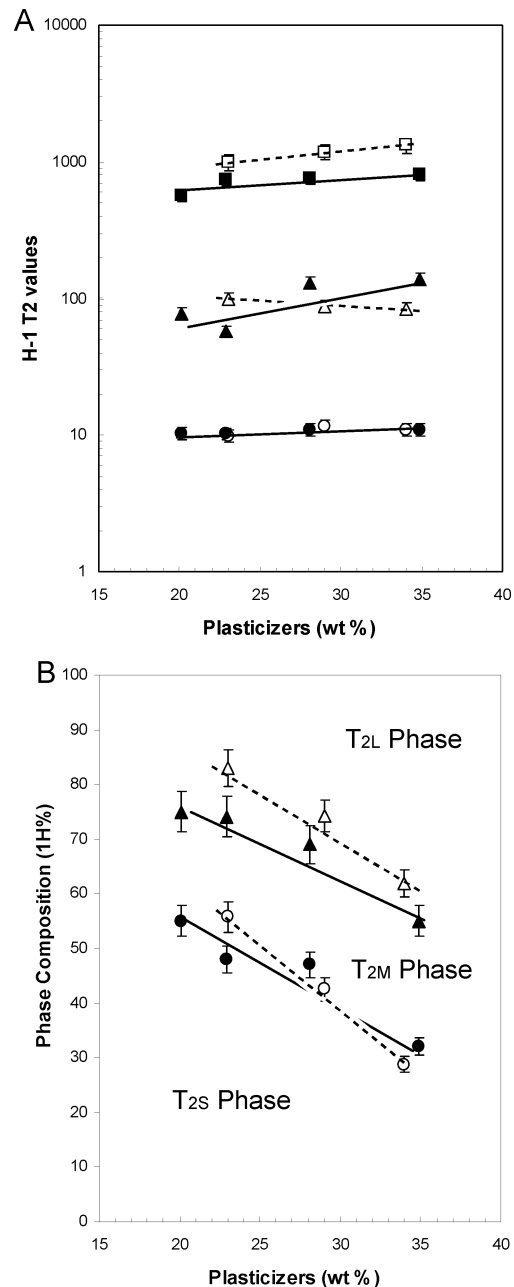 A
10000
1000
100
10
1
H-1 T2 values
15 20 25 30 35 40
Plasticizers (wt %)
B
100
90
80
70
60
50
40
30
20
10
0
Phase Composition (1H%)
T2L Phase
T2M Phase
T2S Phase
15 20 25 30 35 40
Plasticizers (wt %)